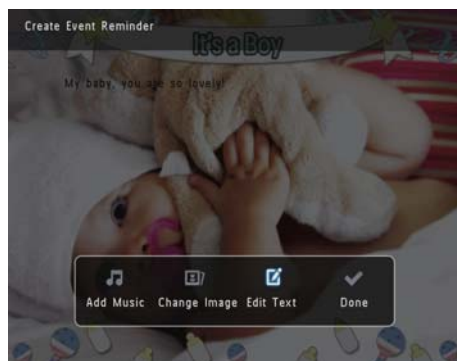 Create Event Reminder
It's a Boy
My baby, you are so lovely!
Add Music Change Image Edit Text Done